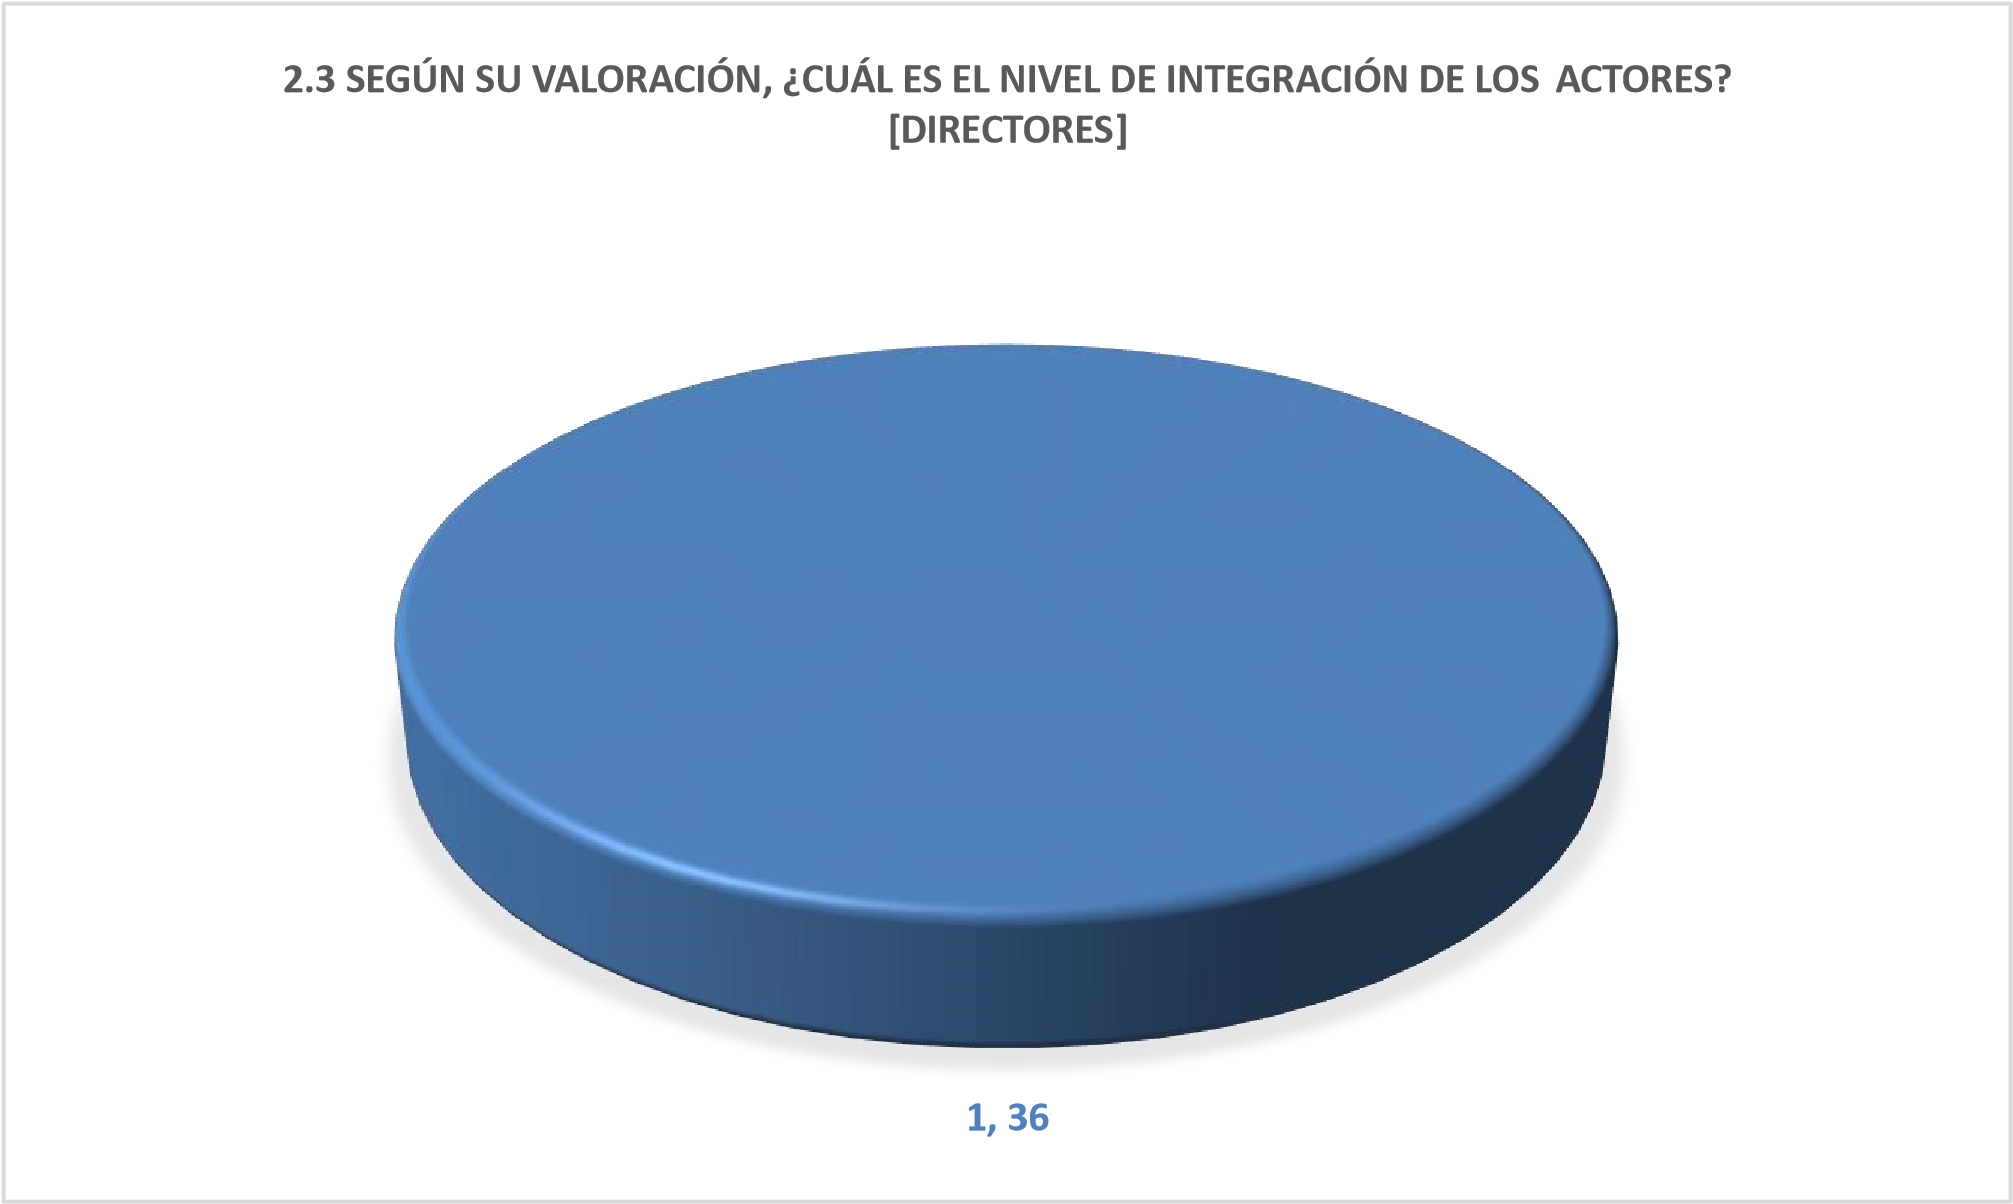 2.3 SEGÚN SU VALORACIÓN, ¿CUÁL ES EL NIVEL DE INTEGRACIÓN DE LOS  ACTORES?
[DIRECTORES]
1, 36